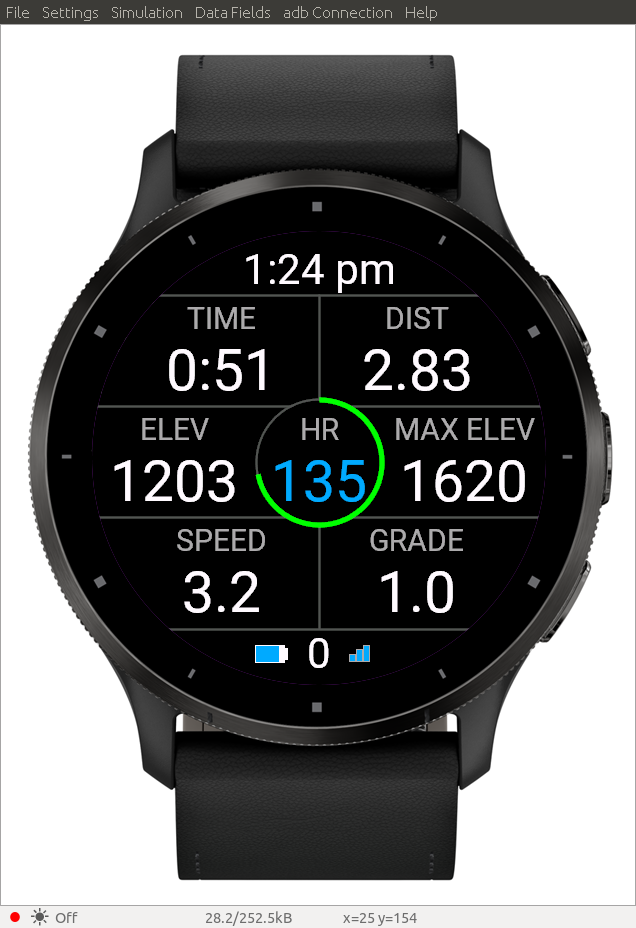 File Settings Simulation Data Fields adb Connection Help
1:24 pm
TIME DIST
0:51 2.83
ELEV HR MAX ELEV
1203 135 1620
SPEED GRADE
3.2 1.0
0
Off 28.2/252.5kB x=25 y=154